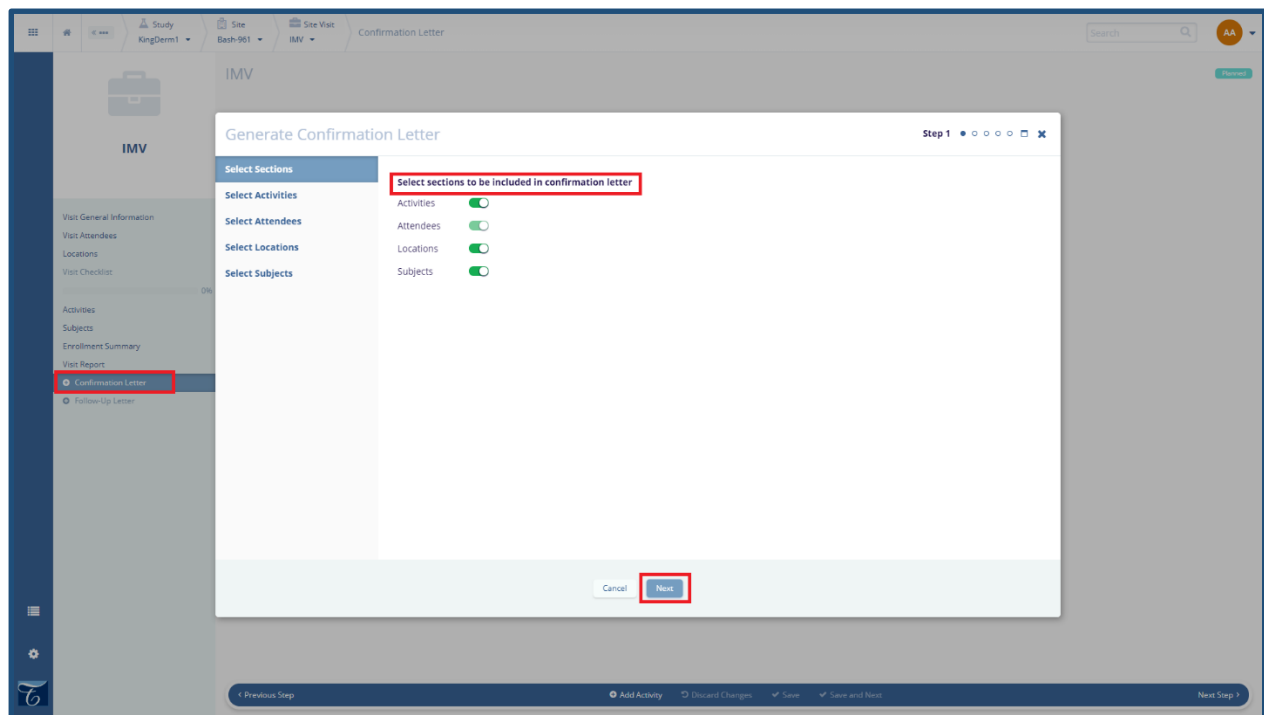 Study
KingDerm1
Site
Bash-961
Site Visit
IMV
Confirmation Letter
Search
AA
IMV
IMV
Planned
Generate Confirmation Letter
Step 1
Select Sections
Select Activities
Select Attendees
Select Locations
Select Subjects
Select sections to be included in confirmation letter
Activities
Attendees
Locations
Subjects
Visit General Information
Visit Attendees
Locations
Visit Checklist
0%
Activities
Subjects
Enrollment Summary
Visit Report
Confirmation Letter
Follow-Up Letter
Cancel
Next
< Previous Step
Add Activity
Discard Changes
Save
Save and Next
Next Step >